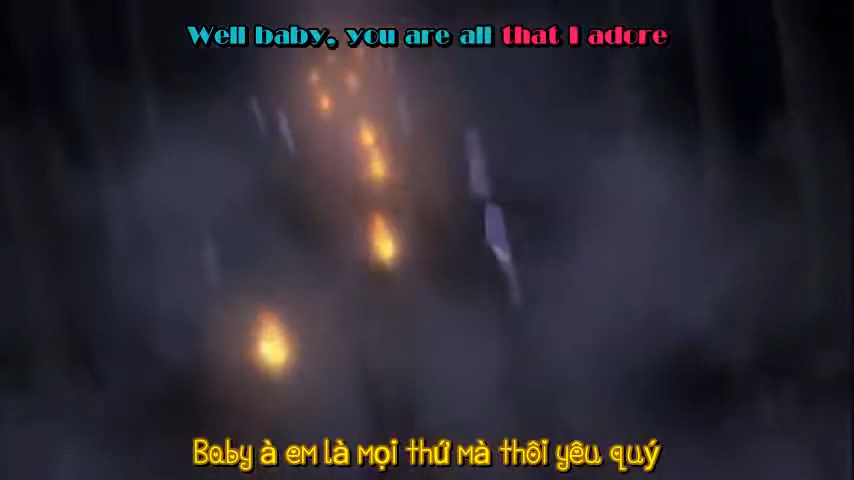 Well baby, you are all that I adore
Baby à em là mọi thứ mà thôi yêu quý